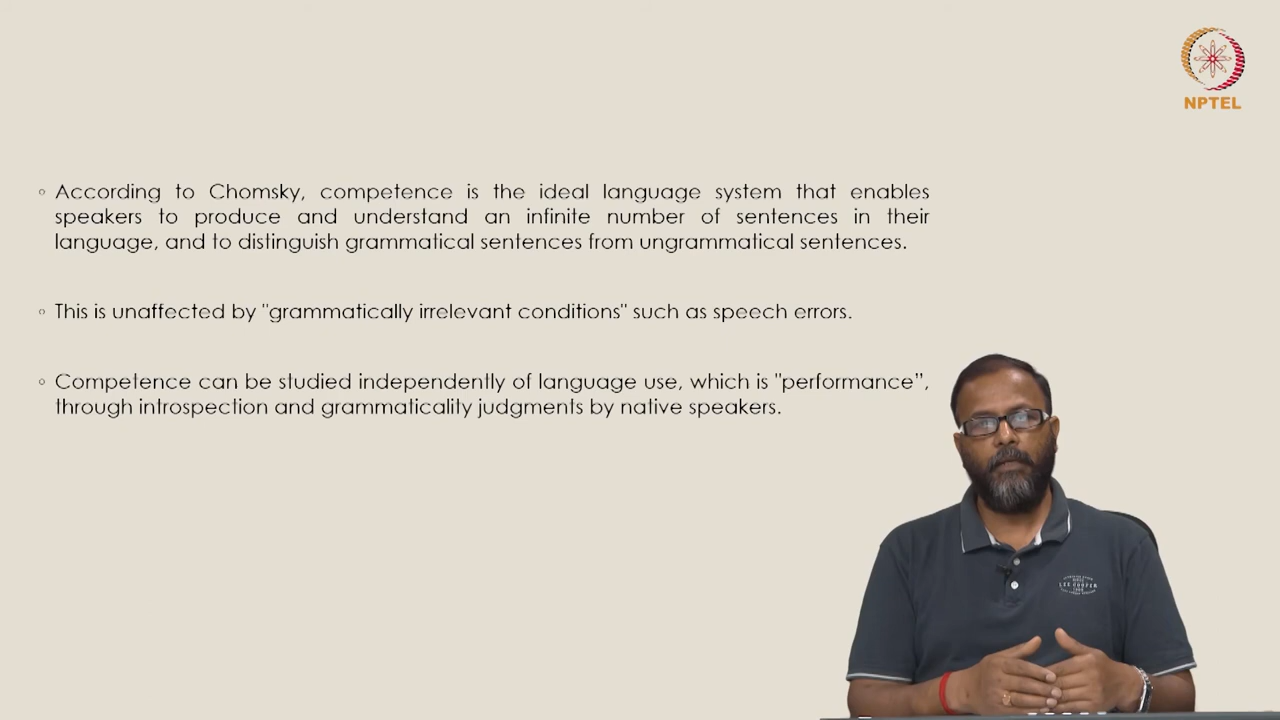 NPTEL
According to Chomsky, competence is the ideal language system that enables
speakers to produce and understand an infinite number of sentences in their
language, and to distinguish grammatical sentences from ungrammatical sentences.
This is unaffected by "grammatically irrelevant conditions" such as speech errors.
Competence can be studied independently of language use, which is "performance”,
through introspection and grammaticality judgments by native speakers.
LEE COOPER